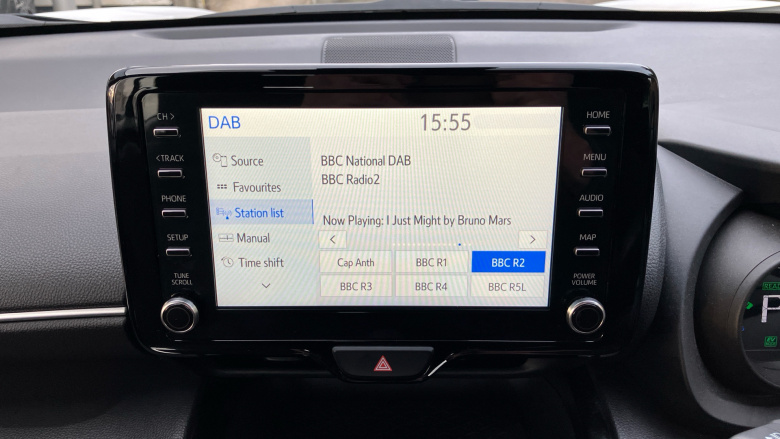 CH >
< TRACK
PHONE
SETUP
TUNE
SCROLL
DAB
15:55
Source
Favourites
Station list
Manual
Time shift
BBC National DAB
BBC Radio2
Now Playing: I Just Might by Bruno Mars
Cap Anth
BBC R1
BBC R2
BBC R3
BBC R4
BBC R5L
HOME
MENU
AUDIO
MAP
POWER
VOLUME
P
EV